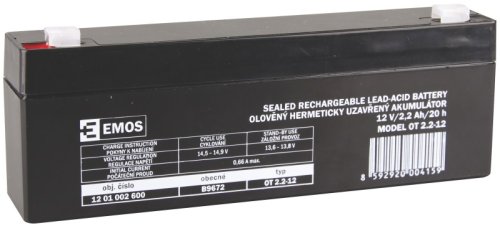 EMOS
SEALED RECHARGEABLE LEAD-ACID BATTERY
OLOVĚNÝ HERMETICKY UZAVŘENÝ AKUMULÁTOR
12 V/2,2 Ah/20 h
MODEL OT 2.2-12
CHARGE INSTRUCTION
POKYNY K NABÍJENÍ
CYCLE USE
CYKLOVÁNÍ
STAND-BY USE
ZÁLOŽNÍ PROVOZ
VOLTAGE REGULATION
REGULACE NAPĚTÍ
14,5 - 14,9 V
13,6 - 13,8 V
INITIAL CURRENT
POČÁTEČNÍ PROUD
0,66 A max.
obj. číslo
obecné
typ
12 01 002 600
B9672
OT 2.2-12
8 592920 004159